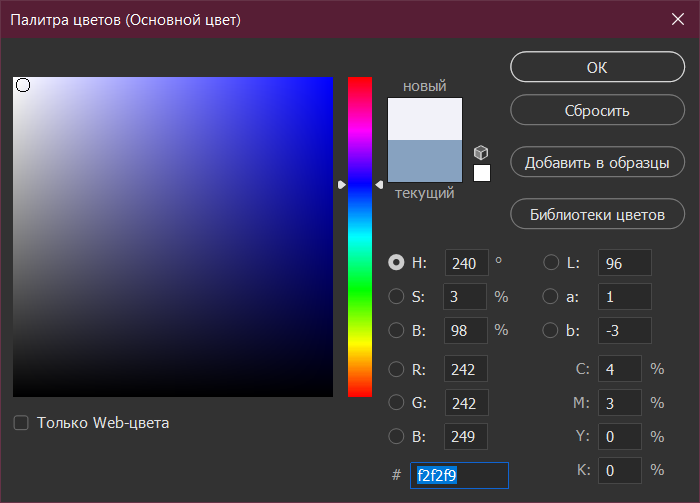 Палитра цветов (Основной цвет)
новый
текущий
ОК
Сбросить
Добавить в образцы
Библиотеки цветов
H: 240 °
S: 3 %
B: 98 %
R: 242
G: 242
B: 249
# f2f2f9
L: 96
a: 1
b: -3
C: 4 %
M: 3 %
Y: 0 %
K: 0 %
Только Web-цвета